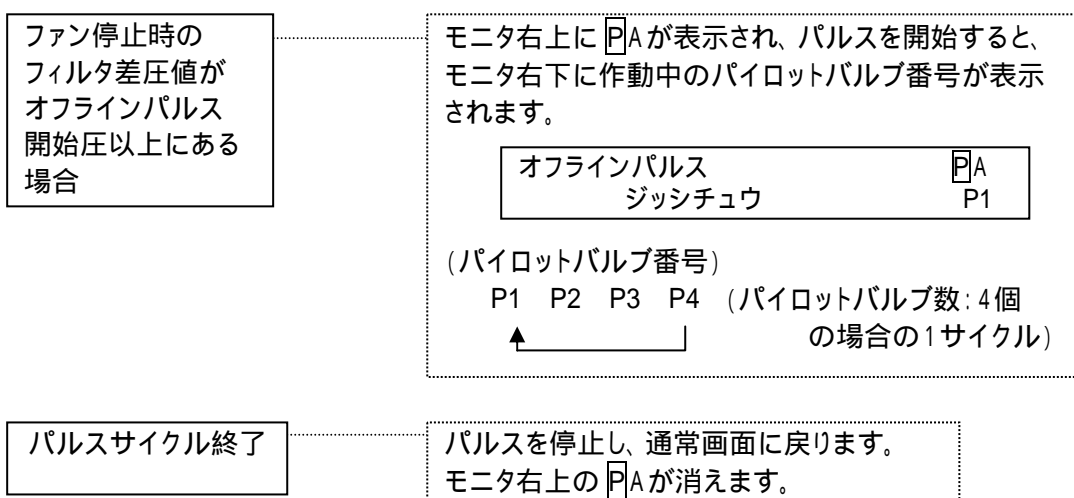 ファン停止時の
フィルタ差圧値が
オフラインパルス
開始圧以上にある
場合
モニタ右上に PAが表示され、パルスを開始すると、
モニタ右下に作動中のパイロットバルブ番号が表示
されます。
オフラインパルス PA
ジッシチュウ P1
(パイロットバルブ番号)
P1 P2 P3 P4 (パイロットバルブ数:4個
の場合の1サイクル)
パルスサイクル終了
パルスを停止し、通常画面に戻ります。
モニタ右上の PAが消えます。